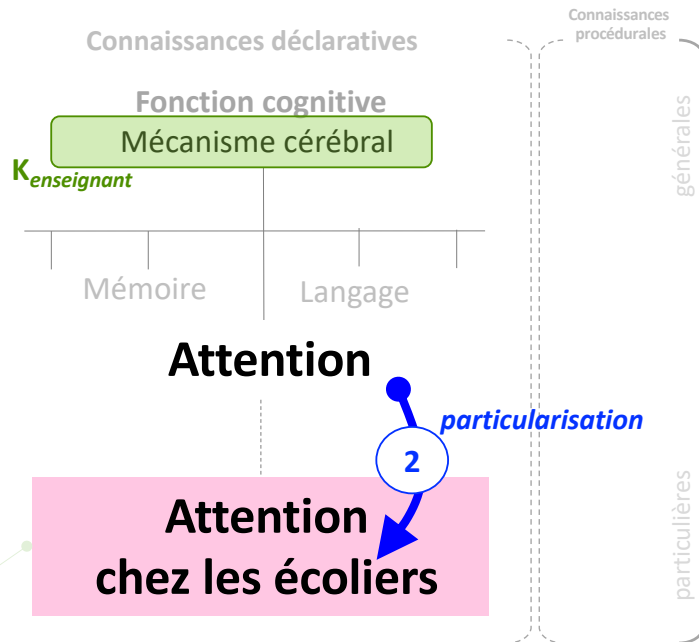 Connaissances
procédurales
Connaissances déclaratives
Fonction cognitive
Mécanisme cérébral
K enseignant
générales
Mémoire
Langage
Attention
particularisation
2
Attention
chez les écoliers
particulières